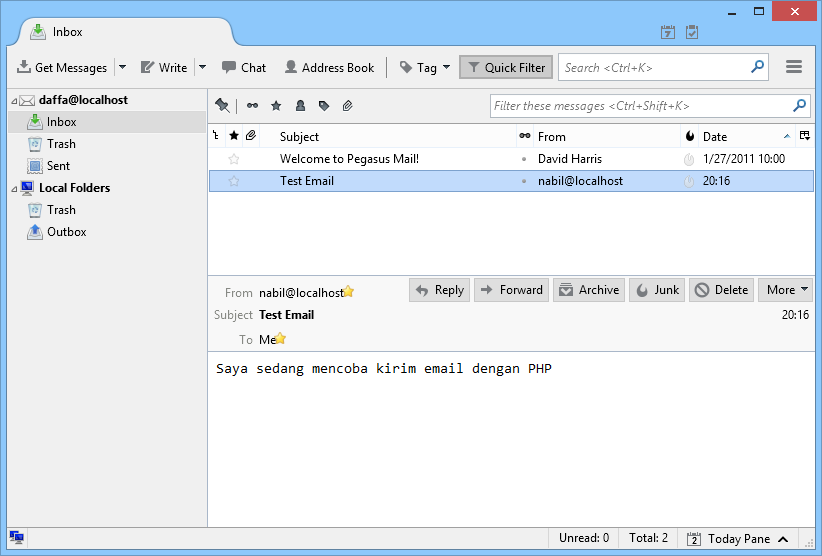 Inbox
7
Get Messages Write Chat Address Book Tag Quick Filter Search <Ctrl+K>
daffa@localhost
Inbox
Trash
Sent
Local Folders
Trash
Outbox
Filter these messages <Ctrl+Shift+K>
Subject From Date
Welcome to Pegasus Mail! David Harris 1/27/2011 10:00
Test Email nabil@localhost 20:16
From nabil@localhost Reply Forward Archive Junk Delete More
Subject Test Email 20:16
To Me
Saya sedang mencoba kirim email dengan PHP
Unread: 0 Total: 2 2 Today Pane